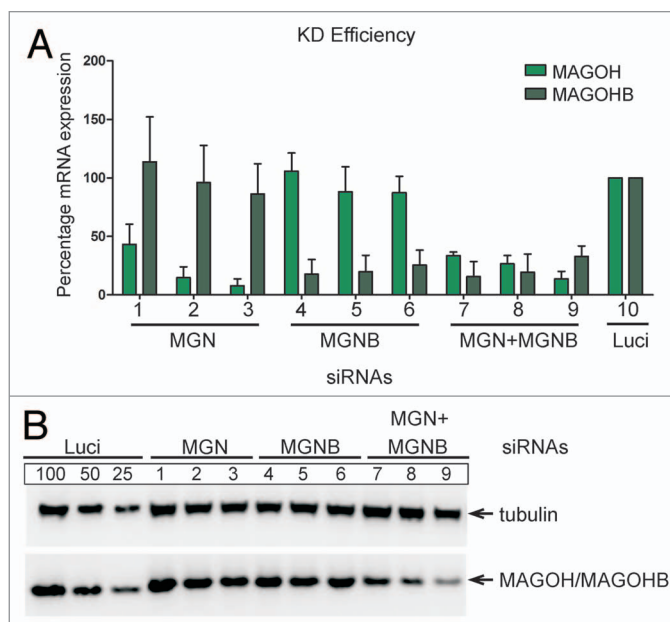 A
KD Efficiency
MAGOH
MAGOHB
Percentage mRNA expression
200
150
100
50
0
1 2 3 4 5 6 7 8 9 10
MGN MGNB MGN+MGNB Luci
siRNAs
B
MGN+
Luci MGN MGNB MGNB siRNAs
100 50 25 1 2 3 4 5 6 7 8 9
tubulin
MAGOH/MAGOHB